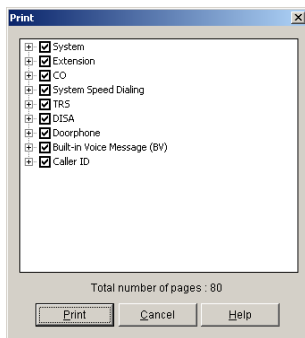 Print
System
Extension
CO
System Speed Dialing
TRS
DISA
Doorphone
Built-in Voice Message (BV)
Caller ID
Total number of pages : 80
Print Cancel Help